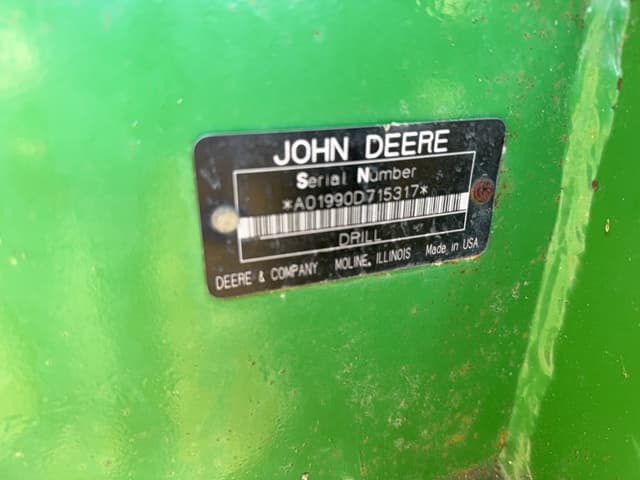 JOHN DEERE
Serial Number
*A01990D715317*
DRILL
DEERE & COMPANY MOLINE, ILLINOIS Made in USA